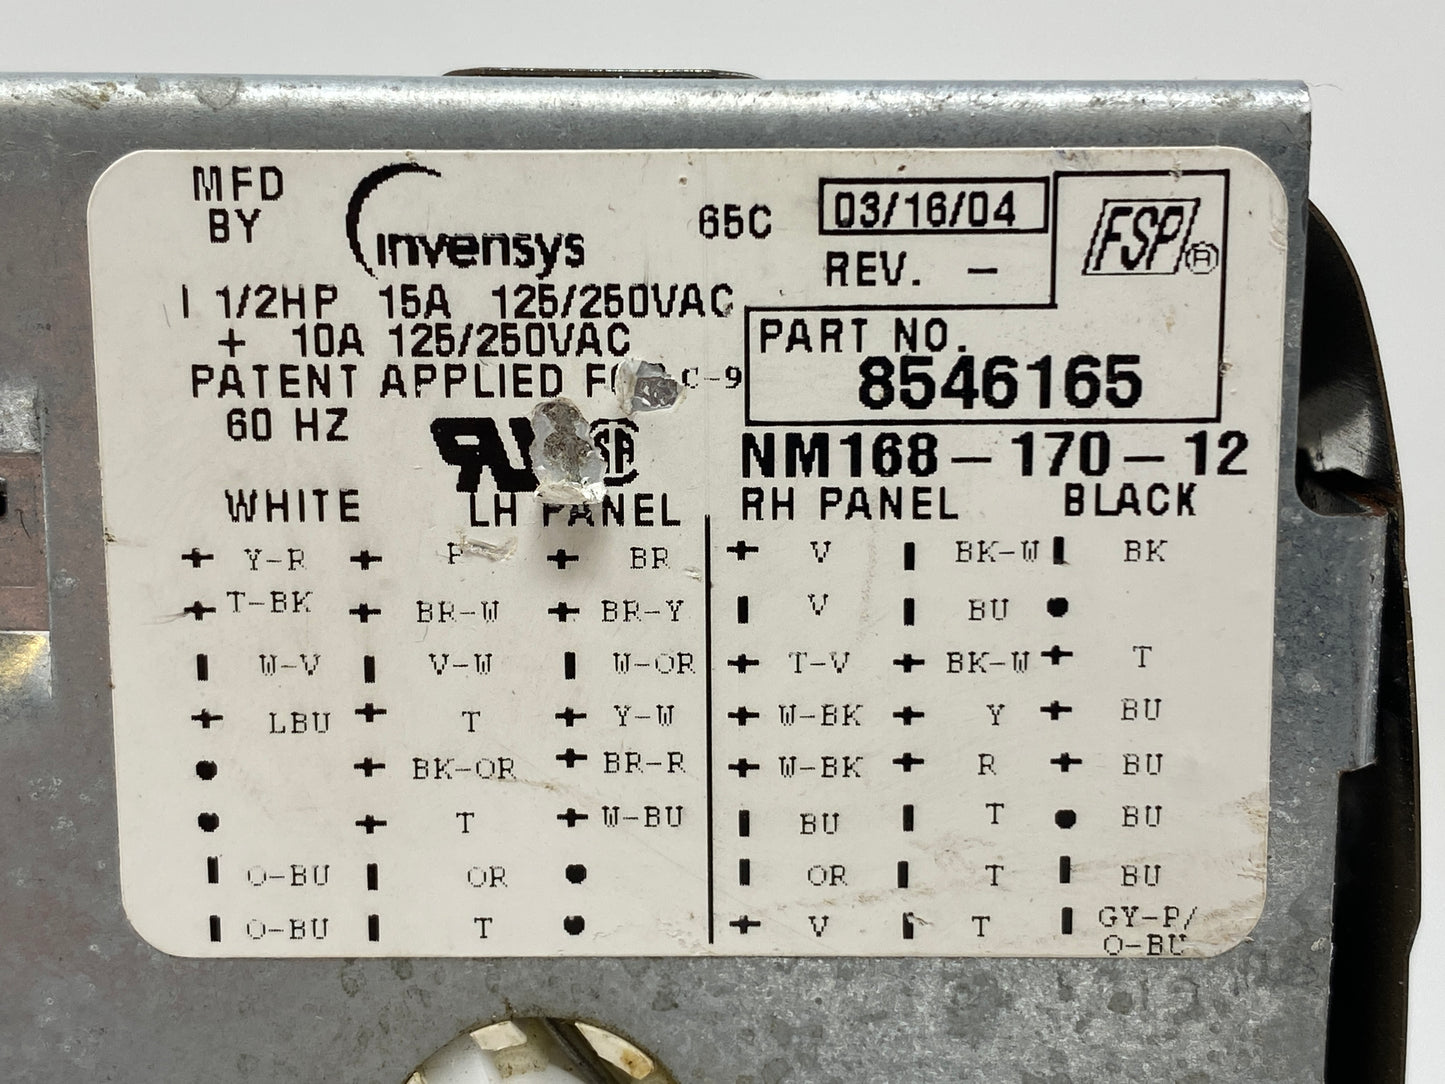 MFD
BY
invensys
65C
03/16/04
REV. -
FSP®
| 1/2HP 15A 125/250VAC
+ 10A 125/250VAC
PATENT APPLIED C-9
60 HZ
PART NO.
8546165
NM168-170-12
WHITE LH PANEL RH PANEL BLACK
+ Y-R + + BR + V | BK-W | BK
+ T-BK + BR-W + BR-Y | V | BU •
| W-V | V-W | W-OR + T-V + BK-W + T
+ LBU + T + Y-W + W-BK + Y + BU
• + BK-OR + BR-R + W-BK + R + BU
• + T + W-BU | BU | T • BU
| O-BU | OR • | OR | T | BU
| O-BU | T • + V | T | GY-P/
O-BU